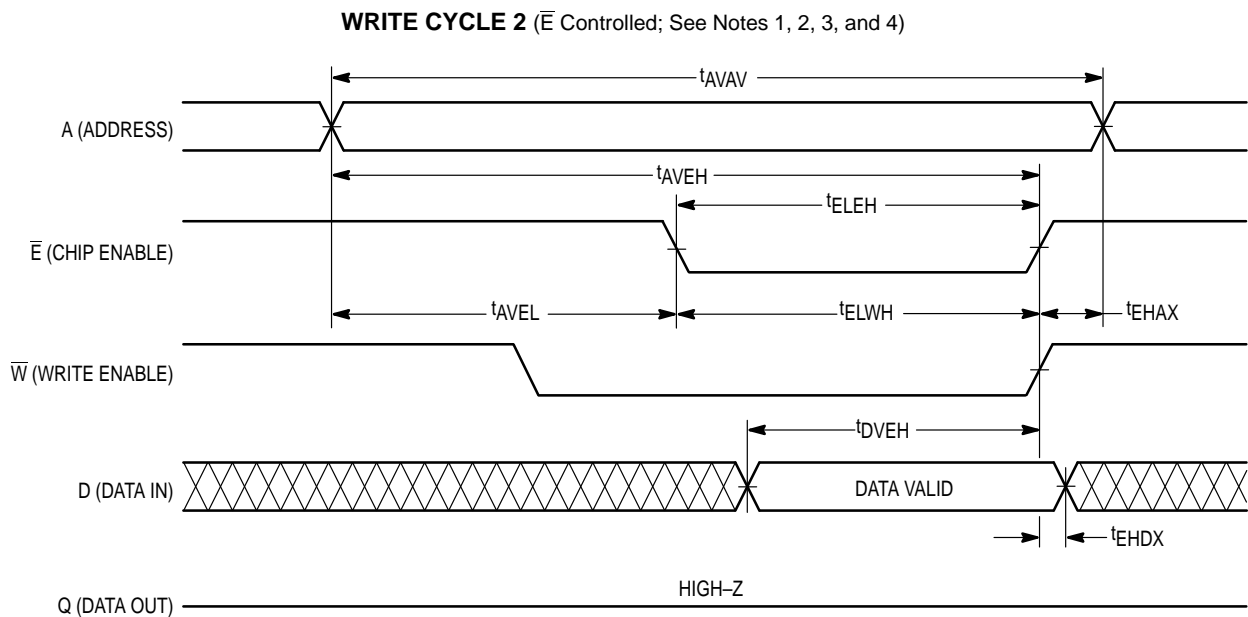 WRITE CYCLE 2 (E̅ Controlled; See Notes 1, 2, 3, and 4)
tAVAV
A (ADDRESS)
tAVEH
tELEH
E̅ (CHIP ENABLE)
tAVEL
tELWH
tEHAX
W̅ (WRITE ENABLE)
tDVEH
D (DATA IN)
DATA VALID
tEHDX
HIGH–Z
Q (DATA OUT)